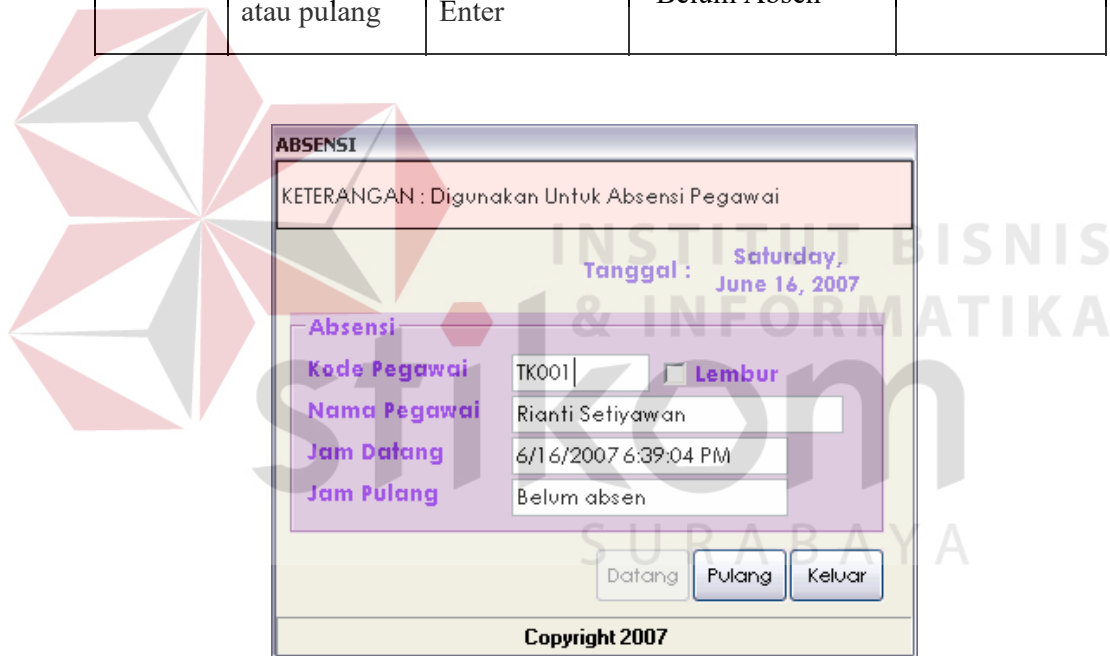 atau pulang
Enter
Belum Absen
ABSENSI
KETERANGAN : Digunakan Untuk Absensi Pegawai
INSTITUT BISNIS
& INFORMATIKA
stikom
SURABAYA
Tanggal : Saturday,
June 16, 2007
Absensi
Kode Pegawai TK001 Lembur
Nama Pegawai Rianti Setiyawan
Jam Datang 6/16/2007 6:39:04 PM
Jam Pulang Belum absen
Datang Pulang Keluar
Copyright 2007